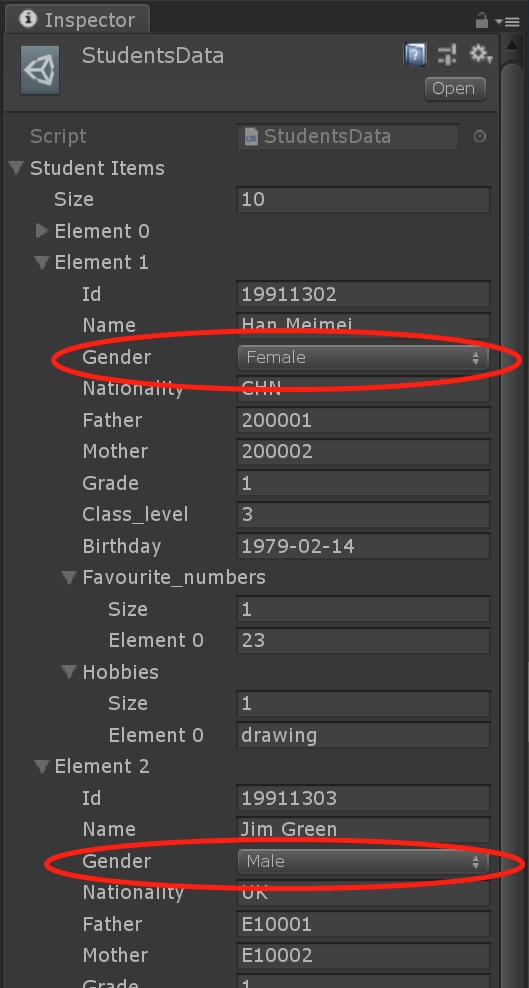 Inspector
StudentsData
Open
Script StudentsData
Student Items
Size 10
Element 0
Element 1
Id 19911302
Name Han Meimei
Gender Female
Nationality CHN
Father 200001
Mother 200002
Grade 1
Class_level 3
Birthday 1979-02-14
Favourite_numbers
Size 1
Element 0 23
Hobbies
Size 1
Element 0 drawing
Element 2
Id 19911303
Name Jim Green
Gender Male
Nationality UK
Father E10001
Mother E10002
Grade 1